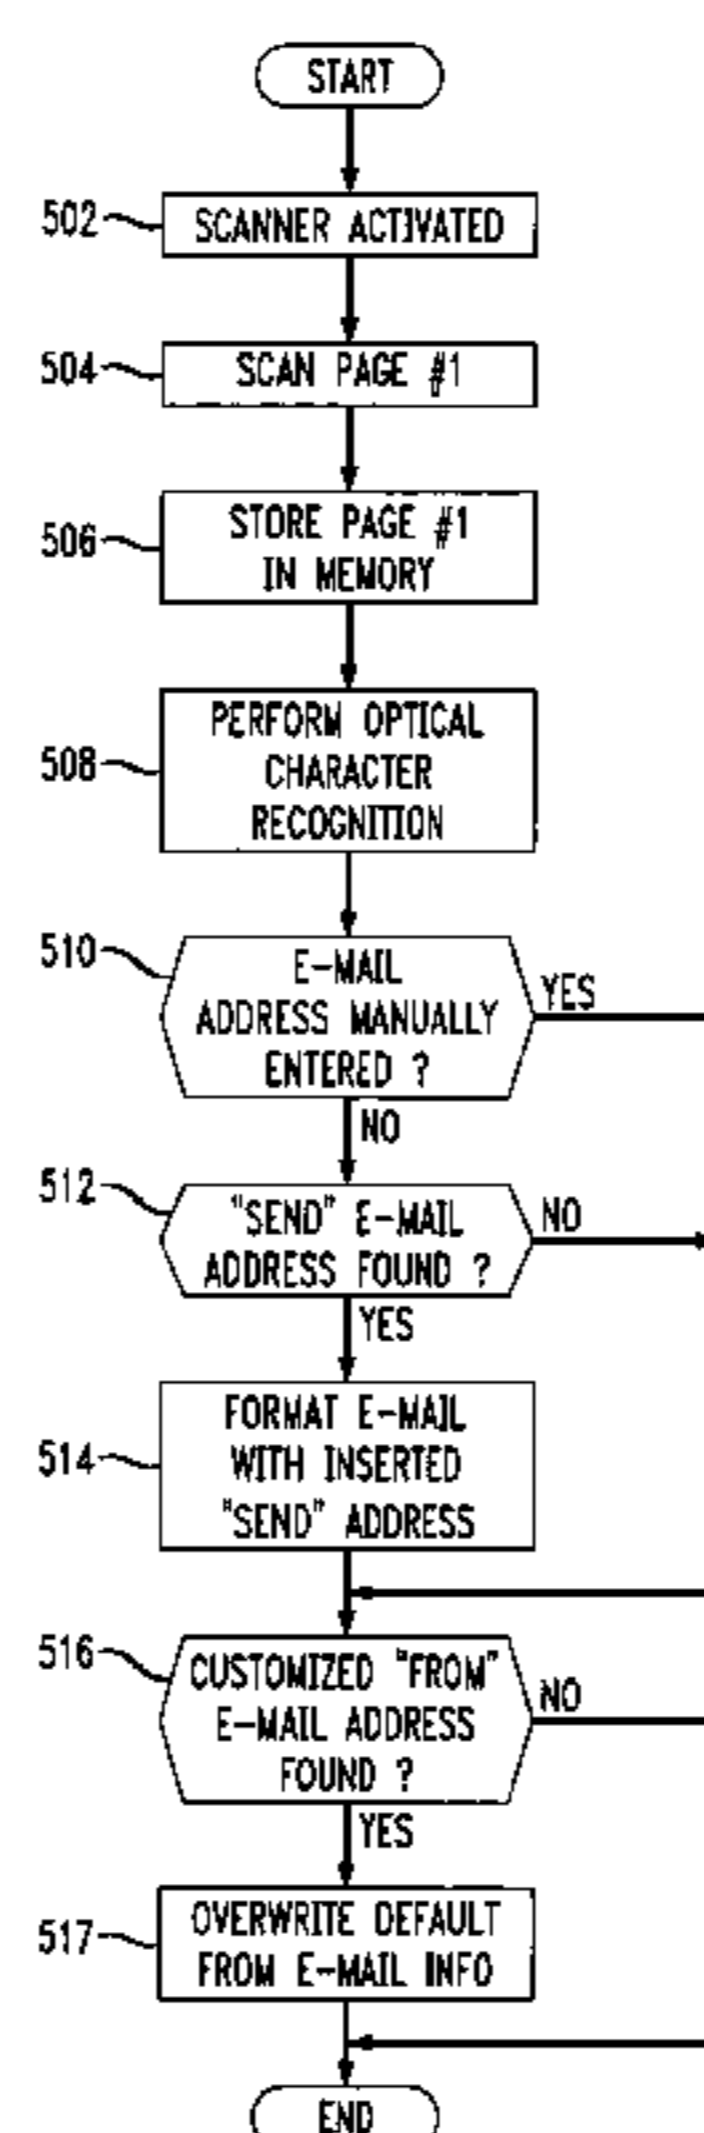 START
502
SCANNER ACTIVATED
504
SCAN PAGE #1
506
STORE PAGE #1
IN MEMORY
508
PERFORM OPTICAL
CHARACTER
RECOGNITION
510
E-MAIL
ADDRESS MANUALLY
ENTERED ?
YES
NO
512
"SEND" E-MAIL
ADDRESS FOUND ?
NO
YES
514
FORMAT E-MAIL
WITH INSERTED
"SEND" ADDRESS
516
CUSTOMIZED "FROM"
E-MAIL ADDRESS
FOUND ?
NO
YES
517
OVERWRITE DEFAULT
FROM E-MAIL INFO
END